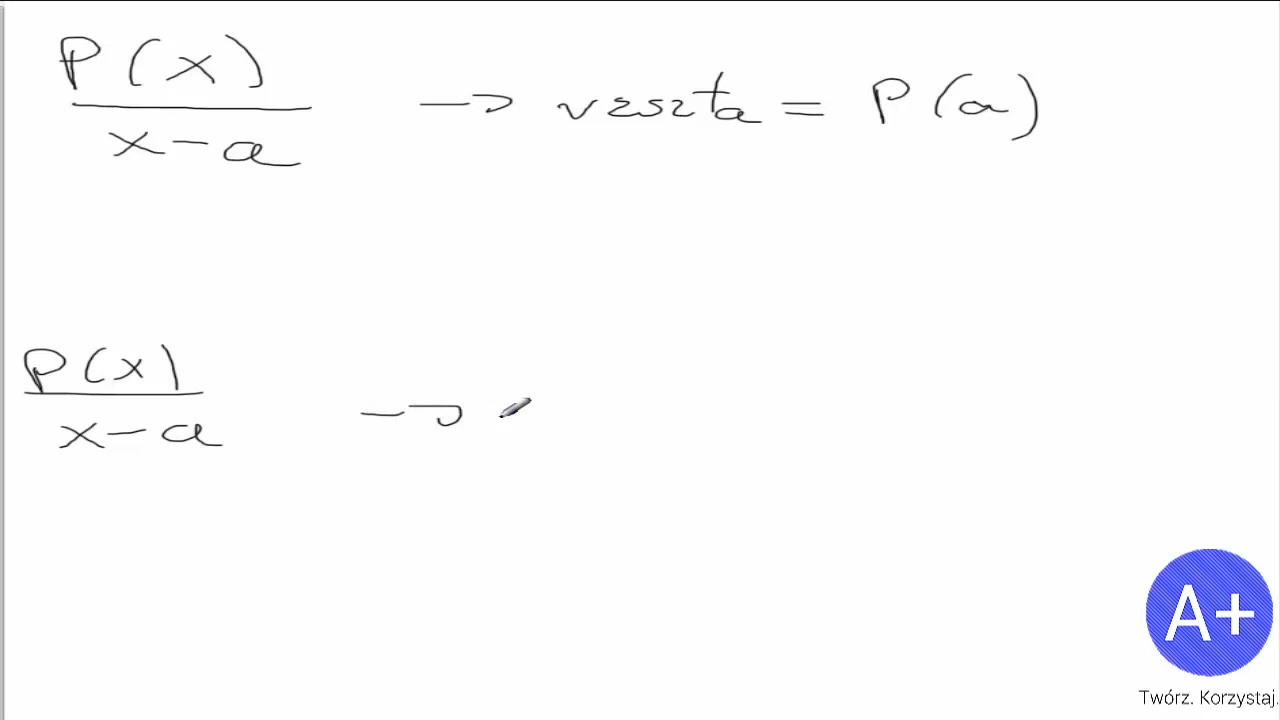 P(x)
x-a
→ reszta = P(a)
P(x)
x-a
→
A+
Twórz. Korzystaj.